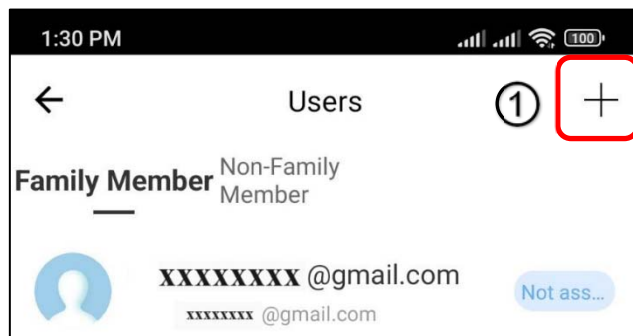 1:30 PM
100
Users
①
Family Member
Non-Family
Member
xxxxxxxx @gmail.com
xxxxxxxx @gmail.com
Not ass...